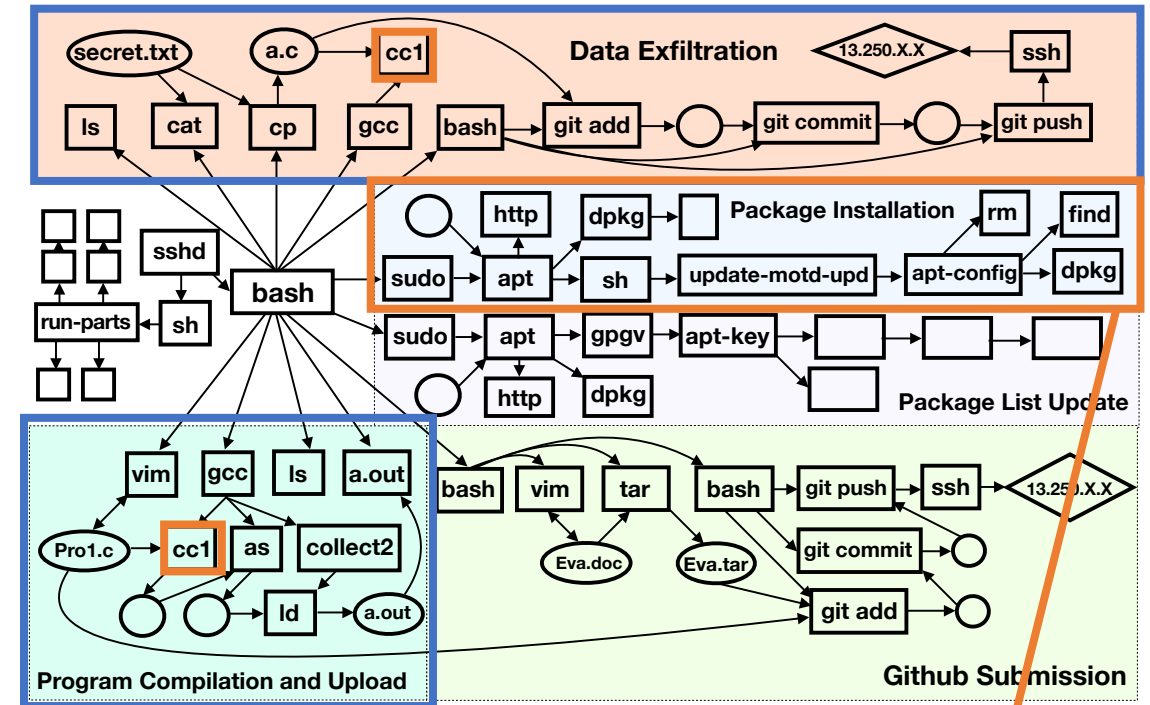 secret.txt
a.c
cc1
Data Exfiltration
13.250.X.X
ssh
ls
cat
cp
gcc
bash
git add
git commit
git push
http
dpkg
Package Installation
rm
find
sshd
bash
sudo
apt
sh
update-motd-upd
apt-config
dpkg
run-parts
sh
sudo
apt
gpgv
apt-key
http
dpkg
Package List Update
vim
gcc
ls
a.out
bash
vim
tar
bash
git push
ssh
13.250.X.X
Pro1.c
cc1
as
collect2
Eva.doc
Eva.tar
git commit
ld
a.out
git add
Program Compilation and Upload
Github Submission